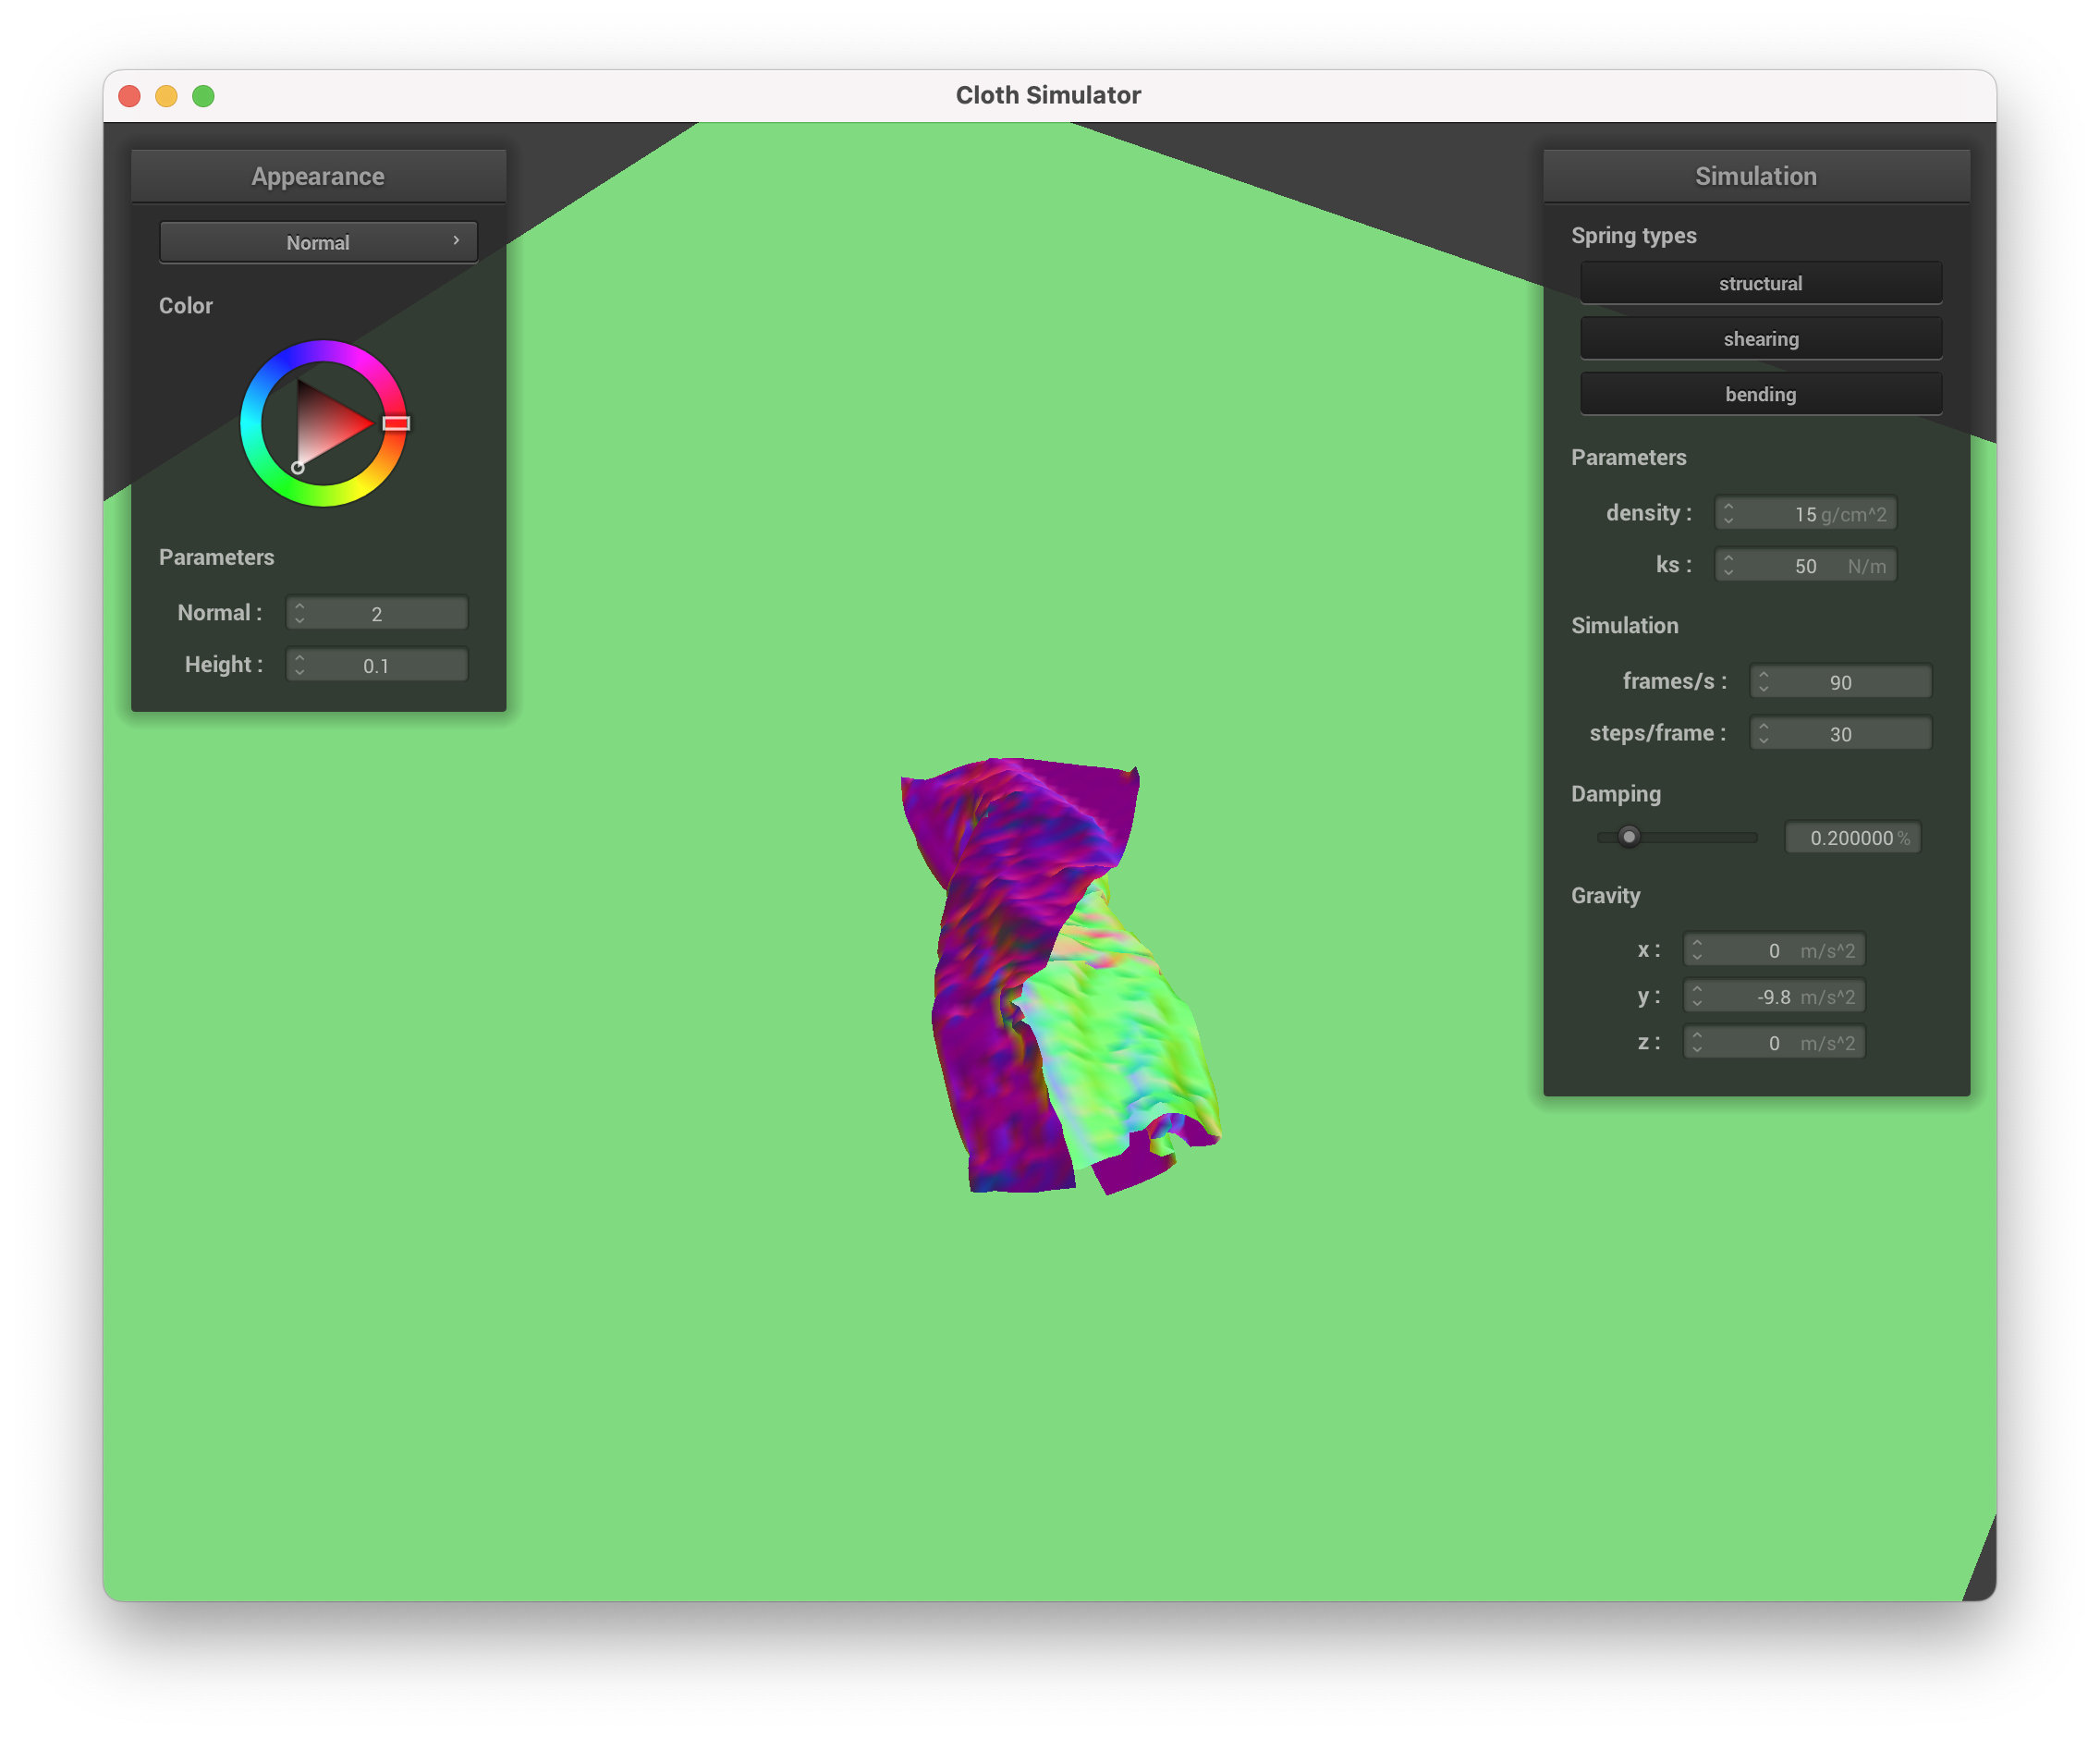 Cloth Simulator
Appearance
Normal
Color
Parameters
Normal : 2
Height : 0.1
Simulation
Spring types
structural
shearing
bending
Parameters
density : 15 g/cm^2
ks : 50 N/m
Simulation
frames/s : 90
steps/frame : 30
Damping
0.200000 %
Gravity
x : 0 m/s^2
y : -9.8 m/s^2
z : 0 m/s^2